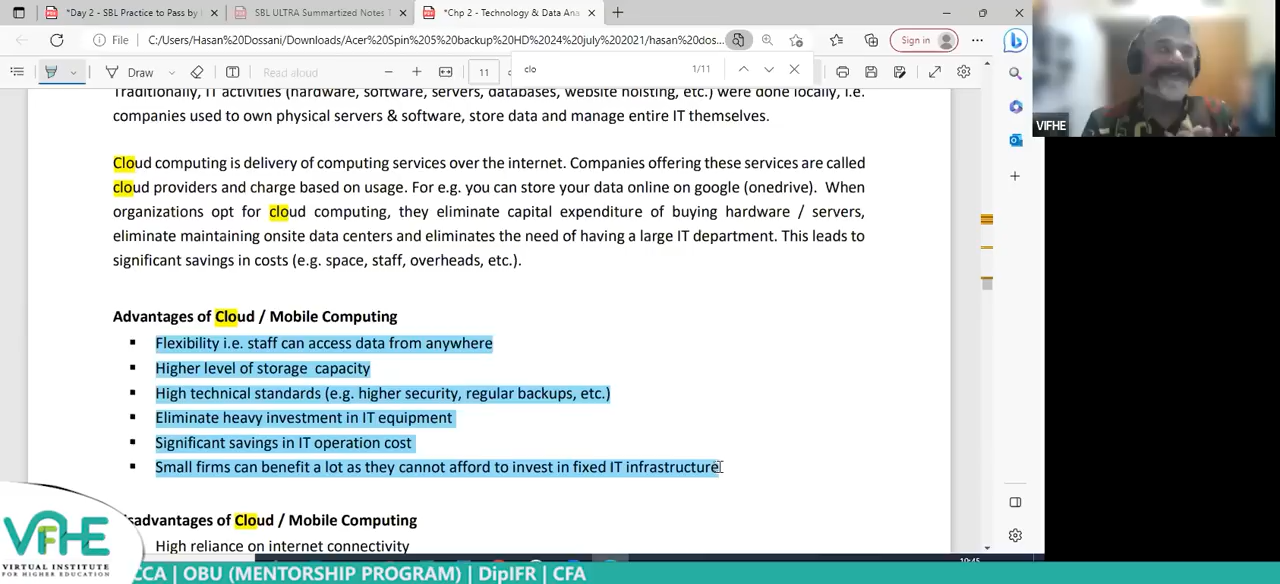 *Day 2 - SBL Practice to Pass by
SBL ULTRA Summartized Notes
*Chp 2 - Technology & Data Ana
File
C:/Users/Hasan%20Dossani/Downloads/Acer%20Spin%205%20backup%20HD%2024%20july%202021/hasan%20dos...
Sign in
Draw
Read aloud
11
clo
1/11
Traditionally, IT activities (hardware, software, servers, databases, website hoisting, etc.) were done locally, i.e.
companies used to own physical servers & software, store data and manage entire IT themselves.
Cloud computing is delivery of computing services over the internet. Companies offering these services are called
cloud providers and charge based on usage. For e.g. you can store your data online on google (onedrive). When
organizations opt for cloud computing, they eliminate capital expenditure of buying hardware / servers,
eliminate maintaining onsite data centers and eliminates the need of having a large IT department. This leads to
significant savings in costs (e.g. space, staff, overheads, etc.).
Advantages of Cloud / Mobile Computing
Flexibility i.e. staff can access data from anywhere
Higher level of storage capacity
High technical standards (e.g. higher security, regular backups, etc.)
Eliminate heavy investment in IT equipment
Significant savings in IT operation cost
Small firms can benefit a lot as they cannot afford to invest in fixed IT infrastructure
sadvantages of Cloud / Mobile Computing
High reliance on internet connectivity
VIFHE
VIFHE
VIRTUAL INSTITUTE
FOR HIGHER EDUCATION
CCA | OBU (MENTORSHIP PROGRAM) | DipIFR | CFA